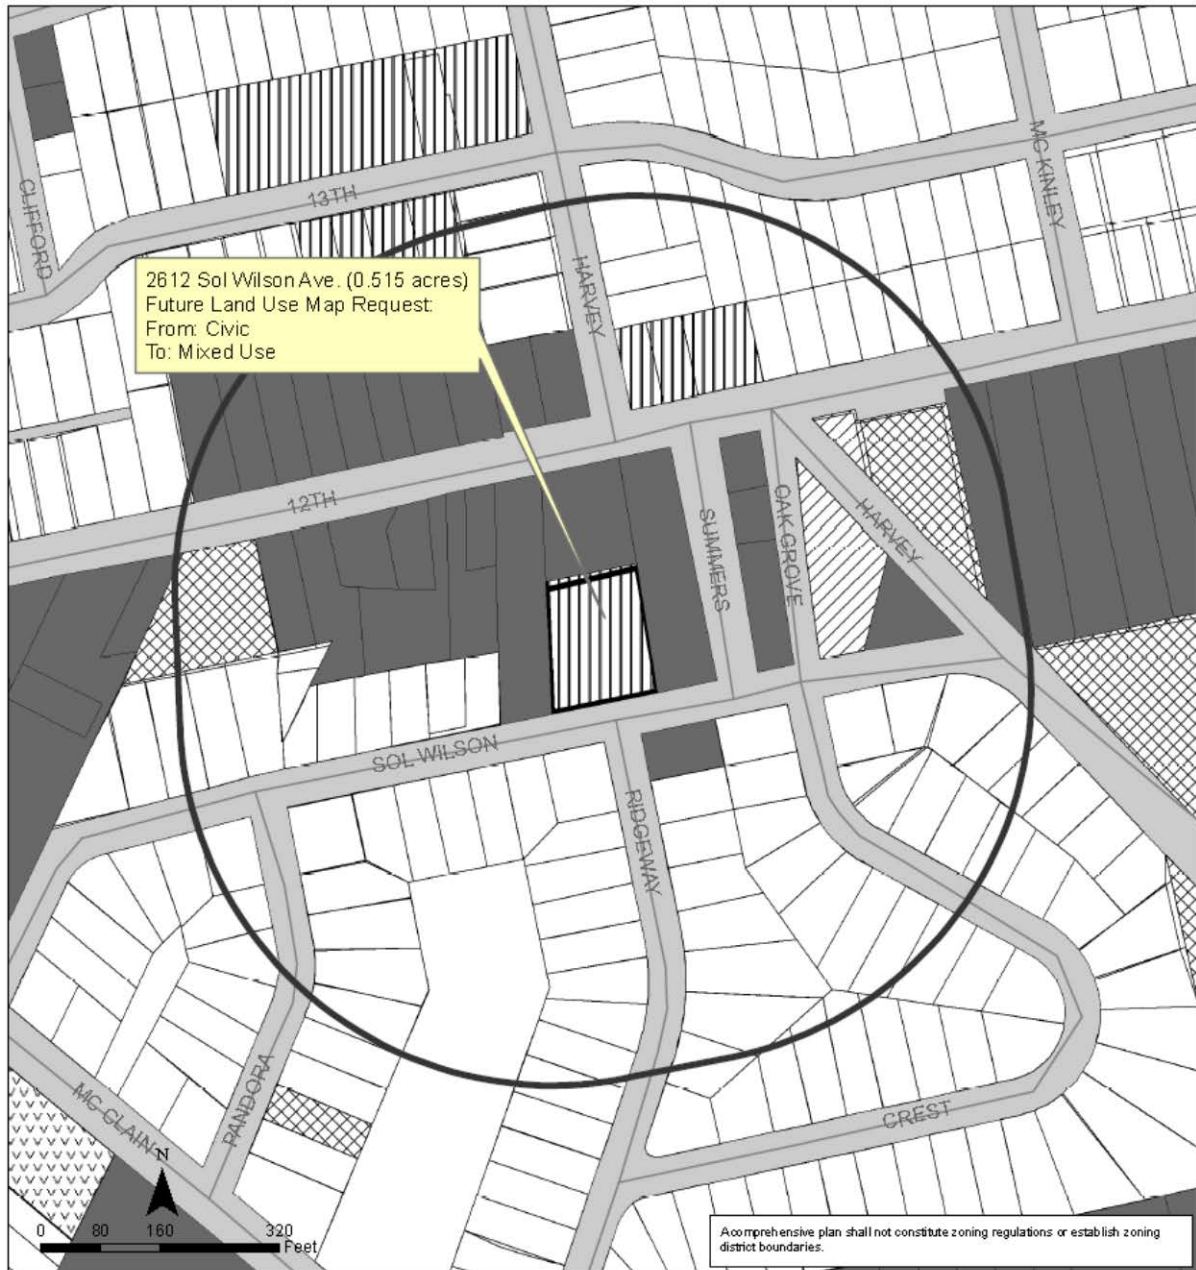 CLIFFORD
13TH
MC KINLEY
HARVEY
2612 Sol Wilson Ave. (0.515 acres)
Future Land Use Map Request:
From: Civic
To: Mixed Use
12TH
SUMMERS
OAK GROVE
HARVEY
SOL WILSON
RIDGEWAY
PANDORA
MC CLAIN
CREST
N
0 80 160 320
Feet
Acomprehensive plan shall not constitute zoning regulations or establish zoning
district boundaries.